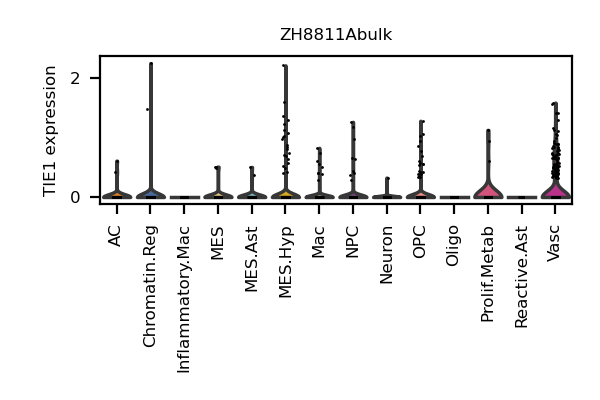 ZH8811Abulk
TIE1 expression
2
0
AC
Chromatin.Reg
Inflammatory.Mac
MES
MES.Ast
MES.Hyp
Mac
NPC
Neuron
OPC
Oligo
Prolif.Metab
Reactive.Ast
Vasc